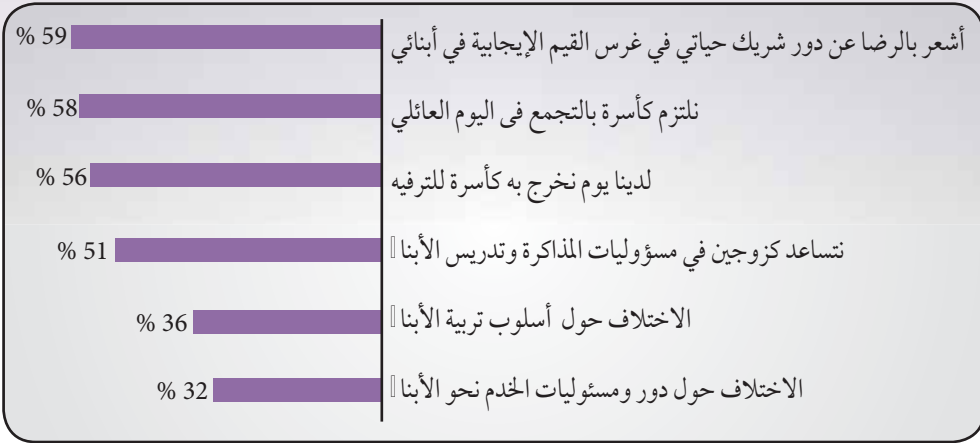 أشعر بالرضا عن دور شريك حياتي في غرس القيم الإيجابية في أبنائي 59 %
نلتزم كأسرة بالتجمع فى اليوم العائلي 58 %
لدينا يوم نخرج به كأسرة للترفيه 56 %
نتساعد كزوجين في مسؤوليات المذاكرة وتدريس الأبنا 51 %
الاختلاف حول أسلوب تربية الأبنا 36 %
الاختلاف حول دور ومسئوليات الخدم نحو الأبنا 32 %